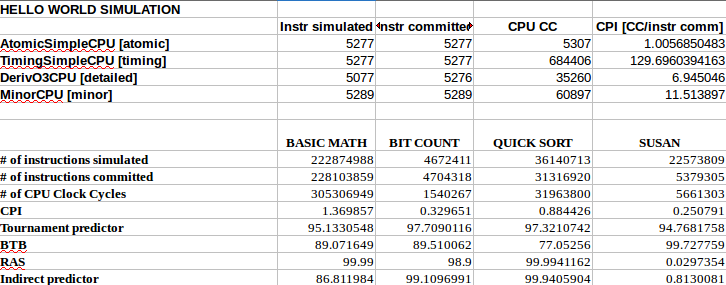 HELLO WORLD SIMULATION
Instr simulated nstr committe CPU CC CPI [CC/instr comm]
AtomicSimpleCPU [atomic] 5277 5277 5307 1.0056850483
TimingSimpleCPU [timing] 5277 5277 684406 129.6960394163
DerivO3CPU [detailed] 5077 5276 35260 6.945046
MinorCPU [minor] 5289 5289 60897 11.513897
BASIC MATH BIT COUNT QUICK SORT SUSAN
# of instructions simulated 222874988 4672411 36140713 22573809
# of instructions committed 228103859 4704318 31316920 5379305
# of CPU Clock Cycles 305306949 1540267 31963800 5661303
CPI 1.369857 0.329651 0.884426 0.250791
Tournament predictor 95.1330548 97.7090116 97.3210742 94.7681758
BTB 89.071649 89.510062 77.05256 99.727759
RAS 99.99 98.9 99.9941162 0.0297354
Indirect predictor 86.811984 99.1096991 99.9405904 0.8130081